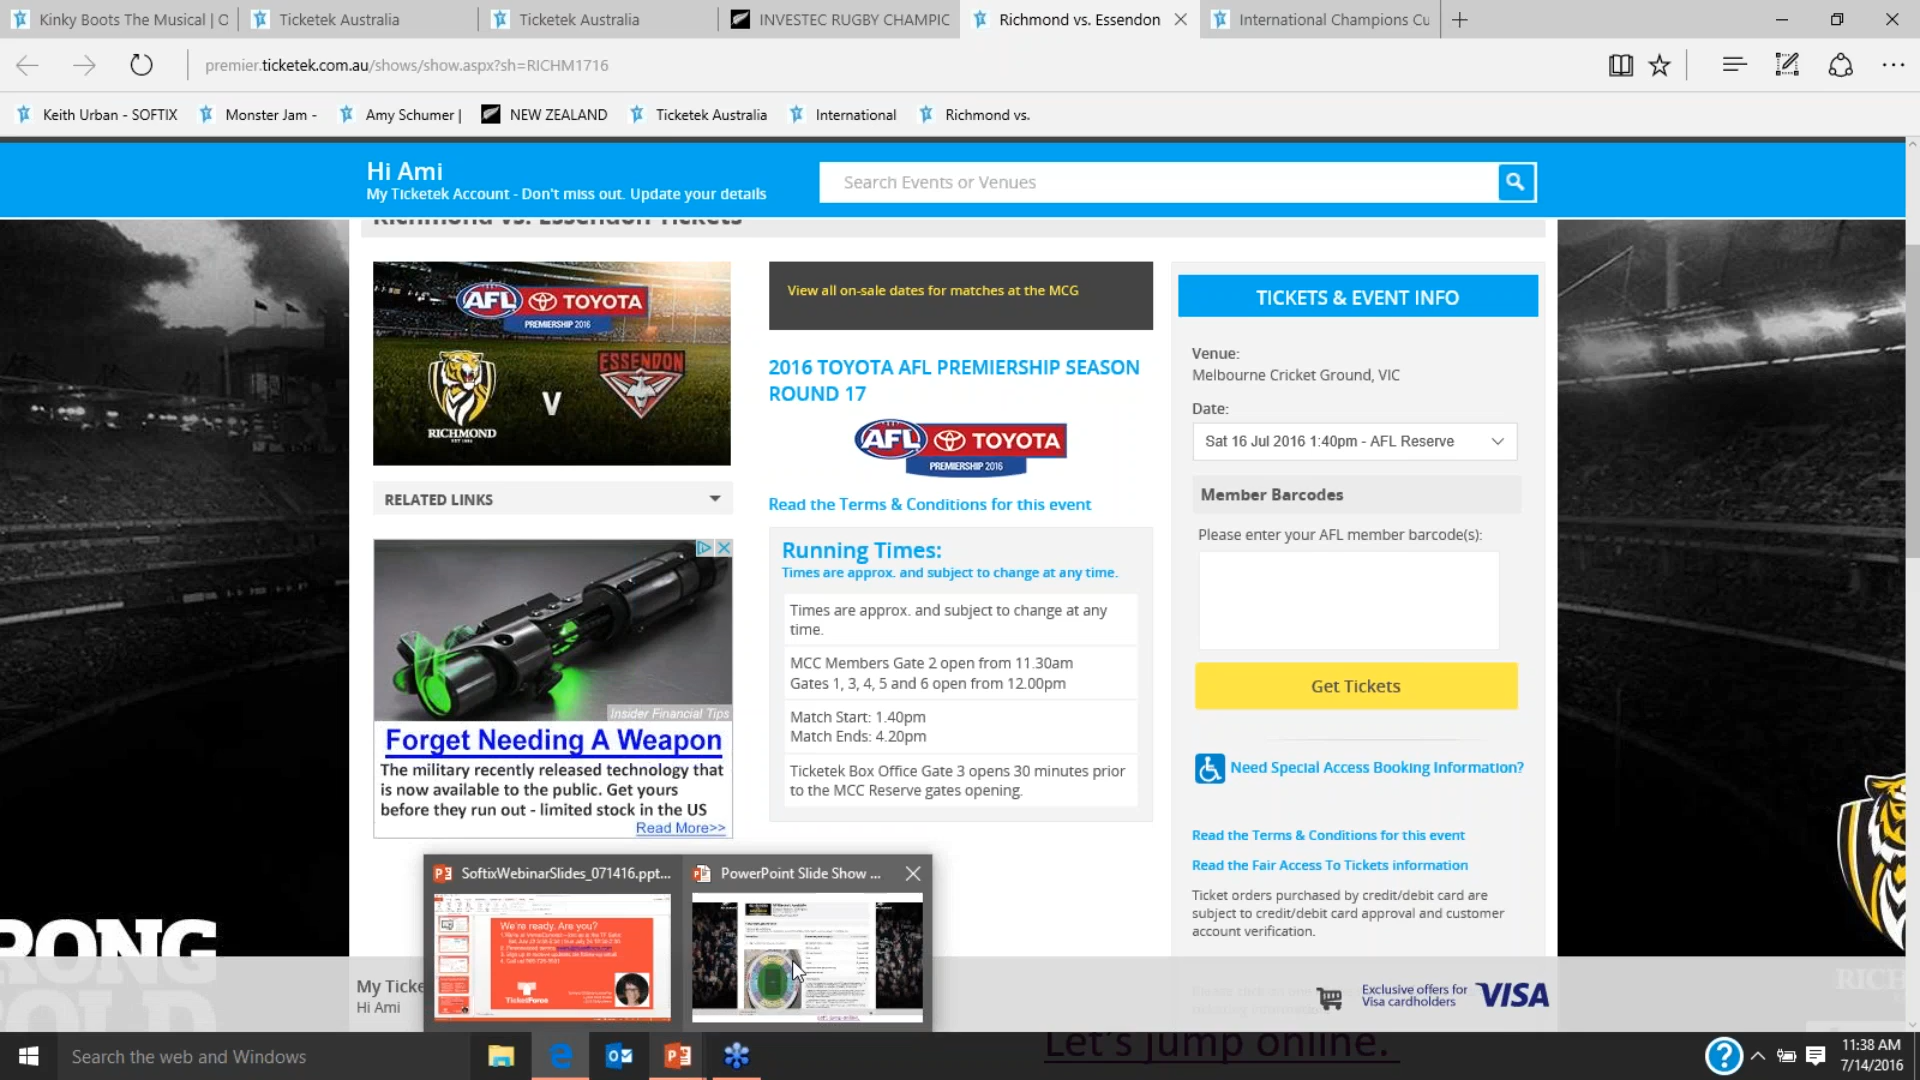 Kinky Boots The Musical | O
Ticketek Australia
Ticketek Australia
INVESTEC RUGBY CHAMPIC
Richmond vs. Essendon
International Champions Cu
premier.ticketek.com.au/shows/show.aspx?sh=RICHM1716
Keith Urban - SOFTIX
Monster Jam -
Amy Schumer |
NEW ZEALAND
Ticketek Australia
International
Richmond vs.
Hi Ami
My Ticketek Account - Don't miss out. Update your details
Search Events or Venues
Richmond vs. Essendon Tickets
AFL TOYOTA
PREMIERSHIP 2016
RICHMOND
V
ESSENDON
RELATED LINKS
Insider Financial Tips
Forget Needing A Weapon
The military recently released technology that
is now available to the public. Get yours
before they run out - limited stock in the US
Read More>>
View all on-sale dates for matches at the MCG
2016 TOYOTA AFL PREMIERSHIP SEASON
ROUND 17
AFL TOYOTA
PREMIERSHIP 2016
Read the Terms & Conditions for this event
Running Times:
Times are approx. and subject to change at any time.
Times are approx. and subject to change at any
time.
MCC Members Gate 2 open from 11.30am
Gates 1, 3, 4, 5 and 6 open from 12.00pm
Match Start: 1.40pm
Match Ends: 4.20pm
Ticketek Box Office Gate 3 opens 30 minutes prior
to the MCC Reserve gates opening.
TICKETS & EVENT INFO
Venue:
Melbourne Cricket Ground, VIC
Date:
Sat 16 Jul 2016 1:40pm - AFL Reserve
Member Barcodes
Please enter your AFL member barcode(s):
Get Tickets
Need Special Access Booking Information?
Read the Terms & Conditions for this event
Read the Fair Access To Tickets information
Ticket orders purchased by credit/debit card are
subject to credit/debit card approval and customer
account verification.
RONG
OLD
RICH
My Ticke
Hi Ami
SoftixWebinarSlides_071416.ppt...
PowerPoint Slide Show ...
We're ready. Are you?
TicketForce
Let's jump online.
Exclusive offers for
Visa cardholders
VISA
Let's jump online.
Search the web and Windows
11:38 AM
7/14/2016